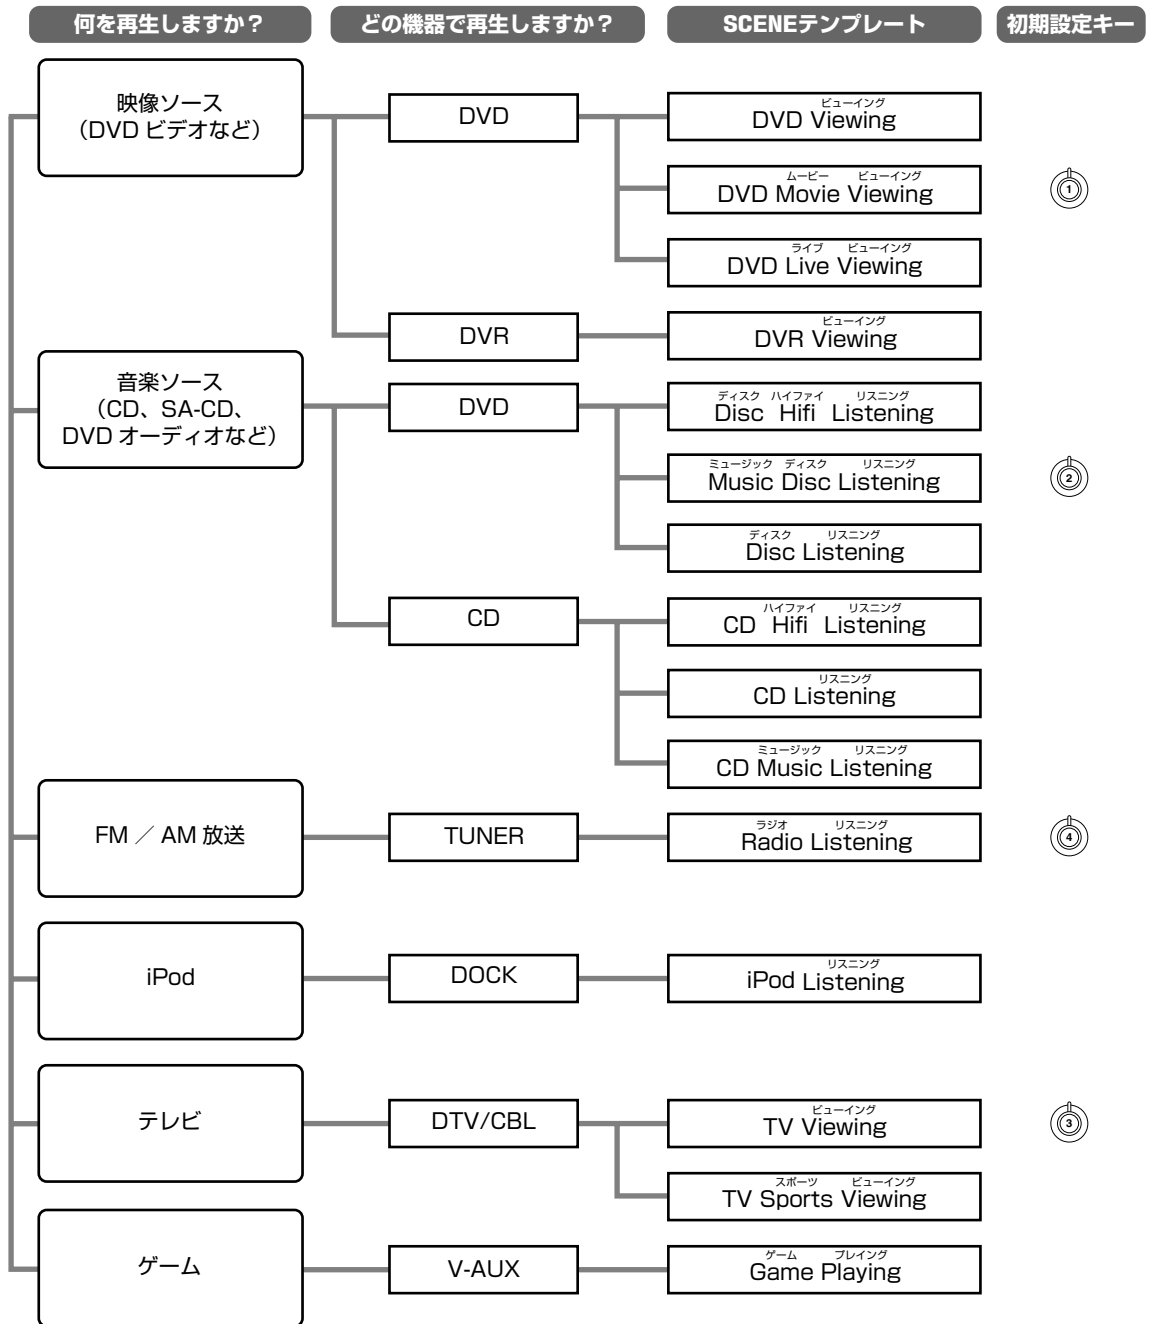 何を再生しますか？
どの機器で再生しますか？
SCENEテンプレート
初期設定キー
映像ソース
（DVD ビデオなど）
DVD
ビューイング
DVD Viewing
ムービー ビューイング
DVD Movie Viewing
1
ライブ ビューイング
DVD Live Viewing
DVR
ビューイング
DVR Viewing
音楽ソース
（CD、SA-CD、
DVD オーディオなど）
DVD
ディスク ハイファイ リスニング
Disc Hifi Listening
ミュージック ディスク リスニング
Music Disc Listening
2
ディスク リスニング
Disc Listening
CD
ハイファイ リスニング
CD Hifi Listening
リスニング
CD Listening
ミュージック リスニング
CD Music Listening
FM ／ AM 放送
TUNER
ラジオ リスニング
Radio Listening
4
iPod
DOCK
リスニング
iPod Listening
テレビ
DTV/CBL
ビューイング
TV Viewing
3
スポーツ ビューイング
TV Sports Viewing
ゲーム
V-AUX
ゲーム プレイング
Game Playing